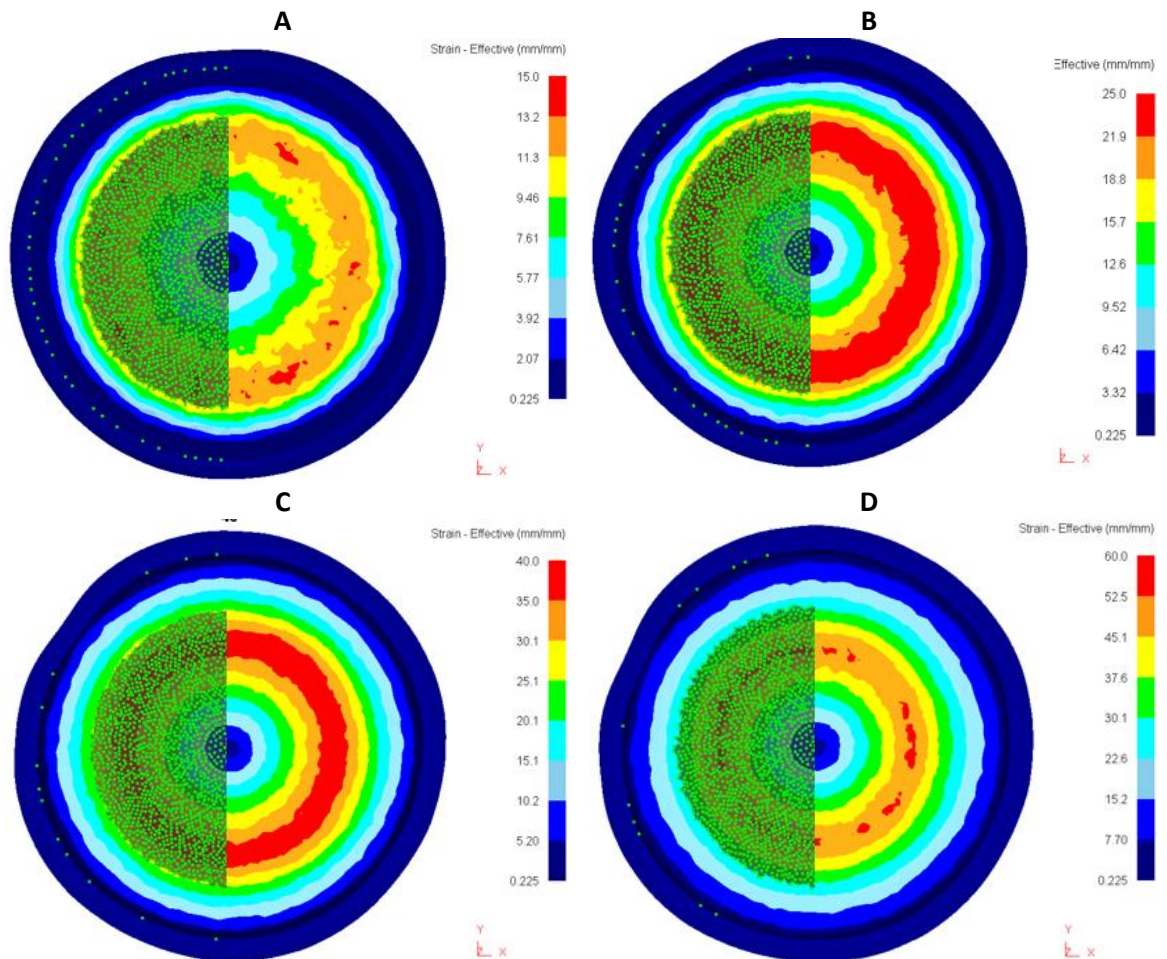 A
Strain - Effective (mm/mm)
15.0
13.2
11.3
9.46
7.61
5.77
3.92
2.07
0.225
Y
Z X
B
Effective (mm/mm)
25.0
21.9
18.8
15.7
12.6
9.52
6.42
3.32
0.225
Z X
C
Strain - Effective (mm/mm)
40.0
35.0
30.1
25.1
20.1
15.1
10.2
5.20
0.225
Y
Z X
D
Strain - Effective (mm/mm)
60.0
52.5
45.1
37.6
30.1
22.6
15.2
7.70
0.225
Y
Z X